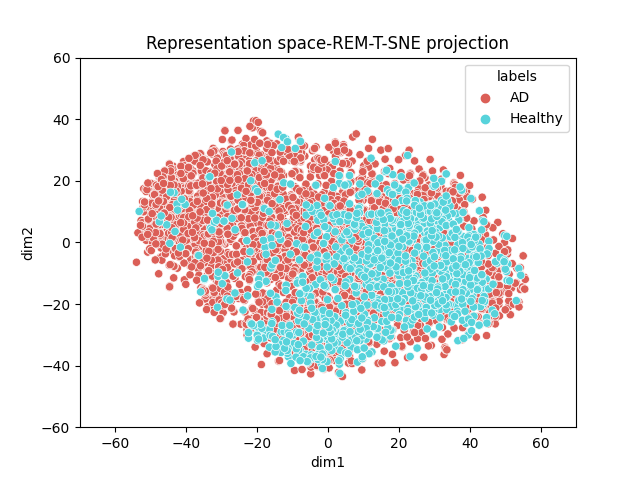 Representation space-REM-T-SNE projection
labels
AD
Healthy
60
40
20
0
−20
−40
−60
dim2
−60 −40 −20 0 20 40 60
dim1